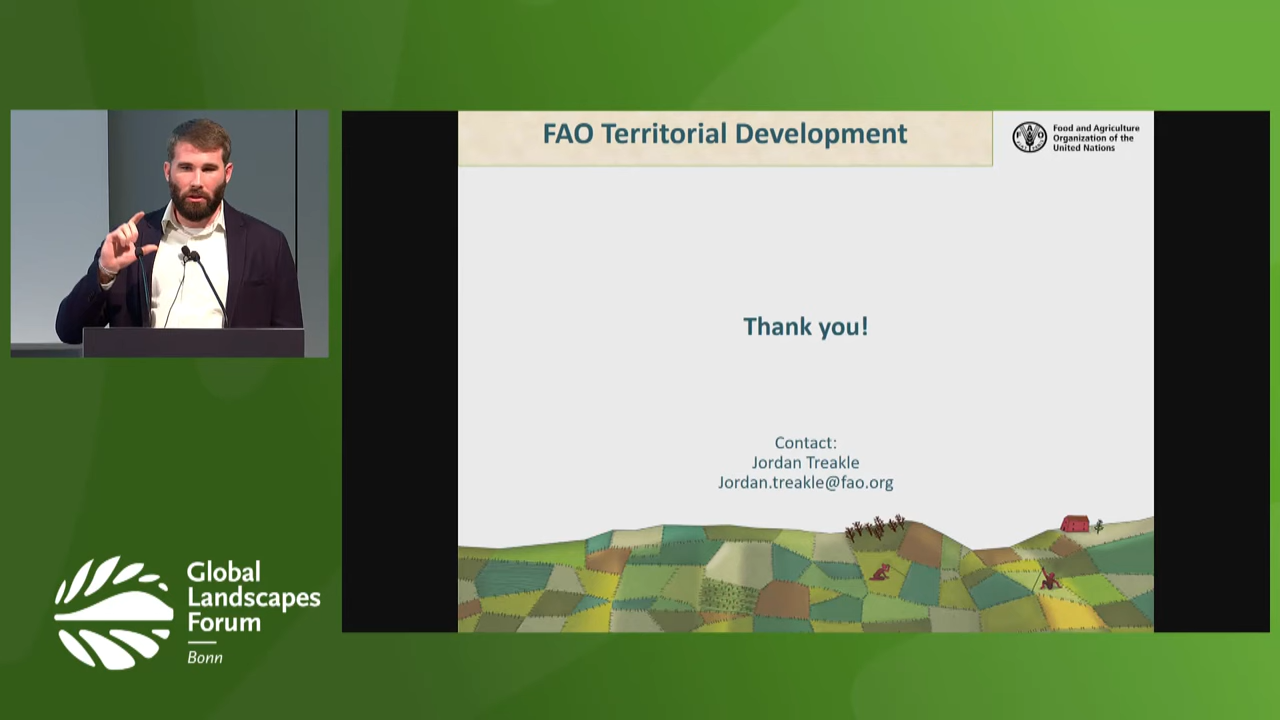 FAO Territorial Development
FAO
Food and Agriculture
Organization of the
United Nations
Thank you!
Contact:
Jordan Treakle
Jordan.treakle@fao.org
Global
Landscapes
Forum
Bonn